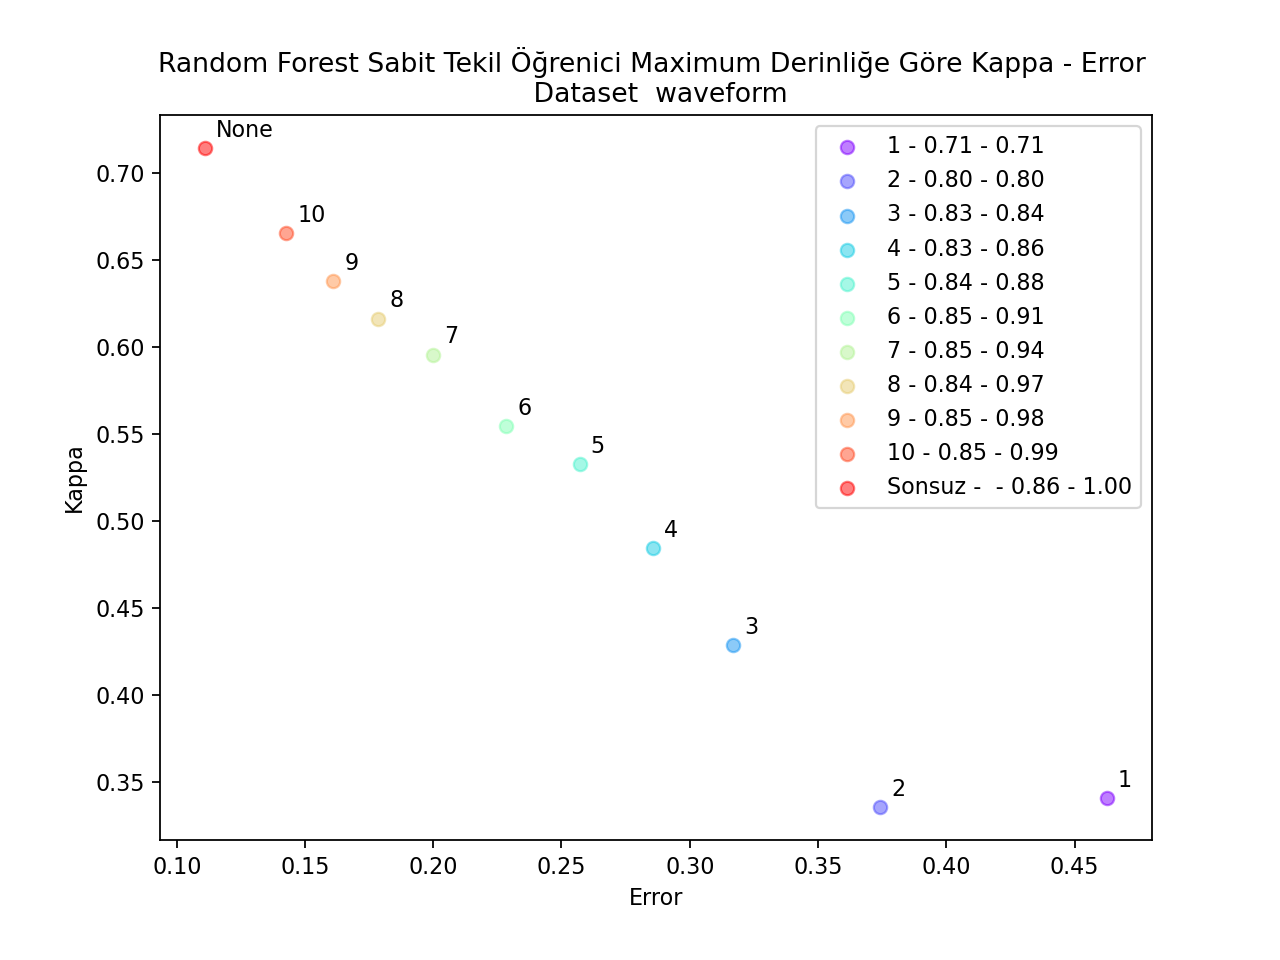 Random Forest Sabit Tekil Öğrenici Maximum Derinliğe Göre Kappa - Error
Dataset  waveform
None
10
9
8
7
6
5
4
3
2
1
1 - 0.71 - 0.71
2 - 0.80 - 0.80
3 - 0.83 - 0.84
4 - 0.83 - 0.86
5 - 0.84 - 0.88
6 - 0.85 - 0.91
7 - 0.85 - 0.94
8 - 0.84 - 0.97
9 - 0.85 - 0.98
10 - 0.85 - 0.99
Sonsuz -  - 0.86 - 1.00
Kappa
0.70
0.65
0.60
0.55
0.50
0.45
0.40
0.35
0.10 0.15 0.20 0.25 0.30 0.35 0.40 0.45
Error